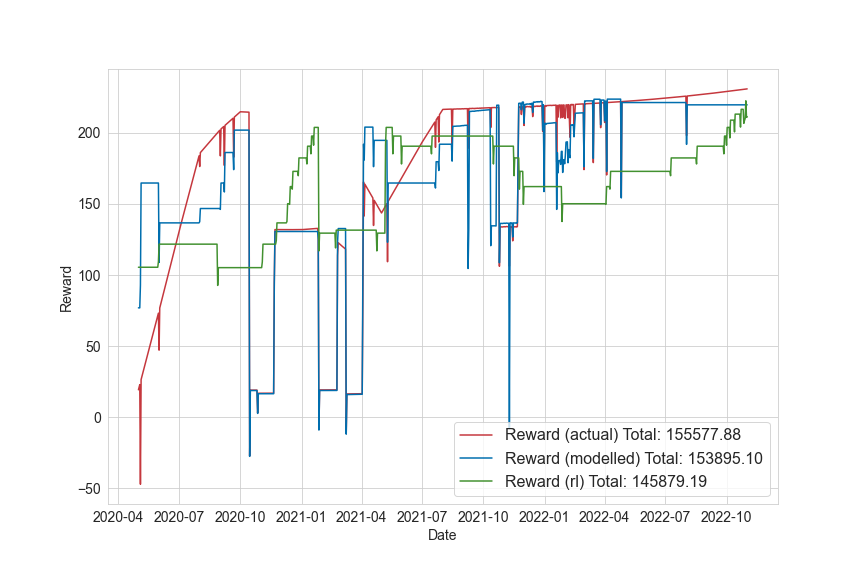 200
150
100
50
0
−50
Reward
Reward (actual) Total: 155577.88
Reward (modelled) Total: 153895.10
Reward (rl) Total: 145879.19
2020-04 2020-07 2020-10 2021-01 2021-04 2021-07 2021-10 2022-01 2022-04 2022-07 2022-10
Date